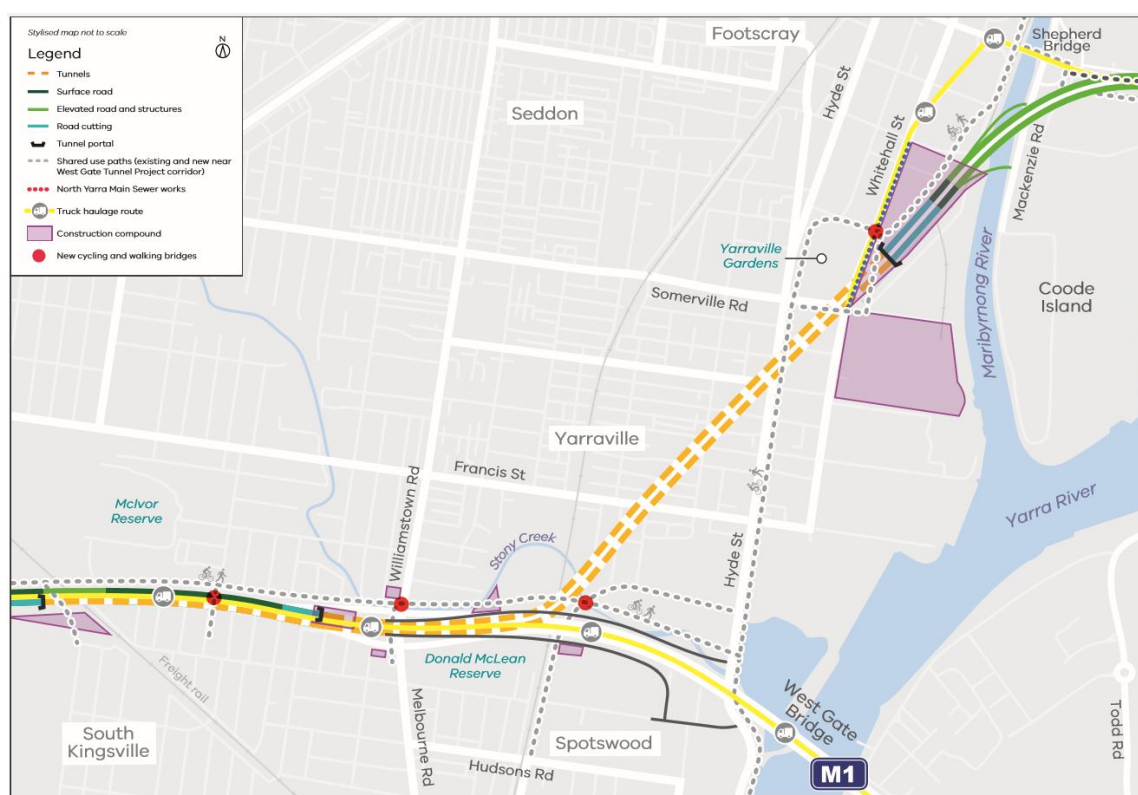 Stylised map not to scale
Legend
N
Tunnels
Surface road
Elevated road and structures
Road cutting
Tunnel portal
Shared use paths (existing and new near
West Gate Tunnel Project corridor)
North Yarra Main Sewer works
Truck haulage route
Construction compound
New cycling and walking bridges
Footscray
Shepherd
Bridge
Hyde St
Seddon
Whitehall St
Mackenzie Rd
Yarraville
Gardens
Maribyrnong River
Coode
Island
Somerville Rd
Yarraville
Francis St
Williamstown Rd
McIvor
Reserve
Stony Creek
Yarra River
Hyde St
Donald McLean
Reserve
Freight rail
Melbourne Rd
West Gate
Bridge
Todd Rd
South
Kingsville
Spotswood
Hudsons Rd
M1